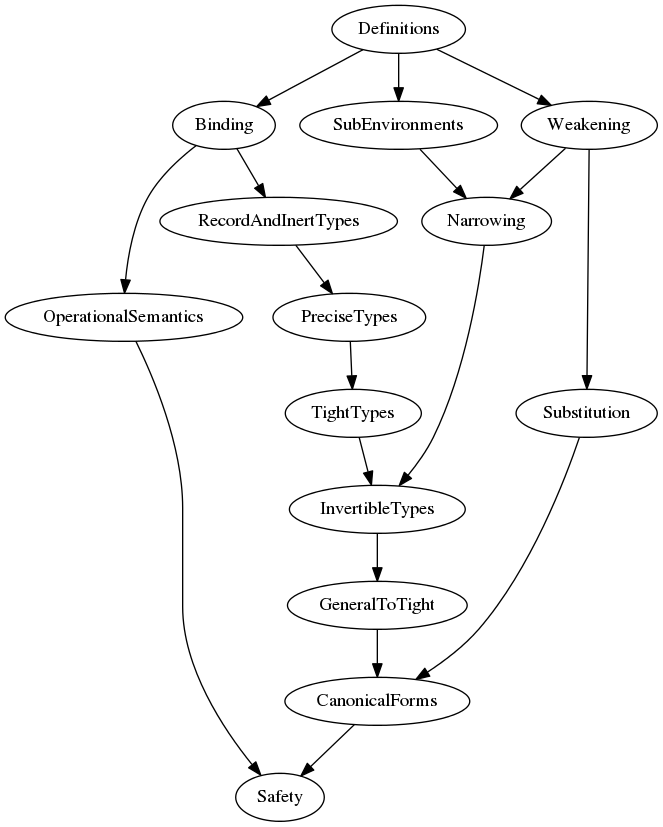 Definitions
Binding
SubEnvironments
Weakening
RecordAndInertTypes
Narrowing
OperationalSemantics
PreciseTypes
TightTypes
Substitution
InvertibleTypes
GeneralToTight
CanonicalForms
Safety